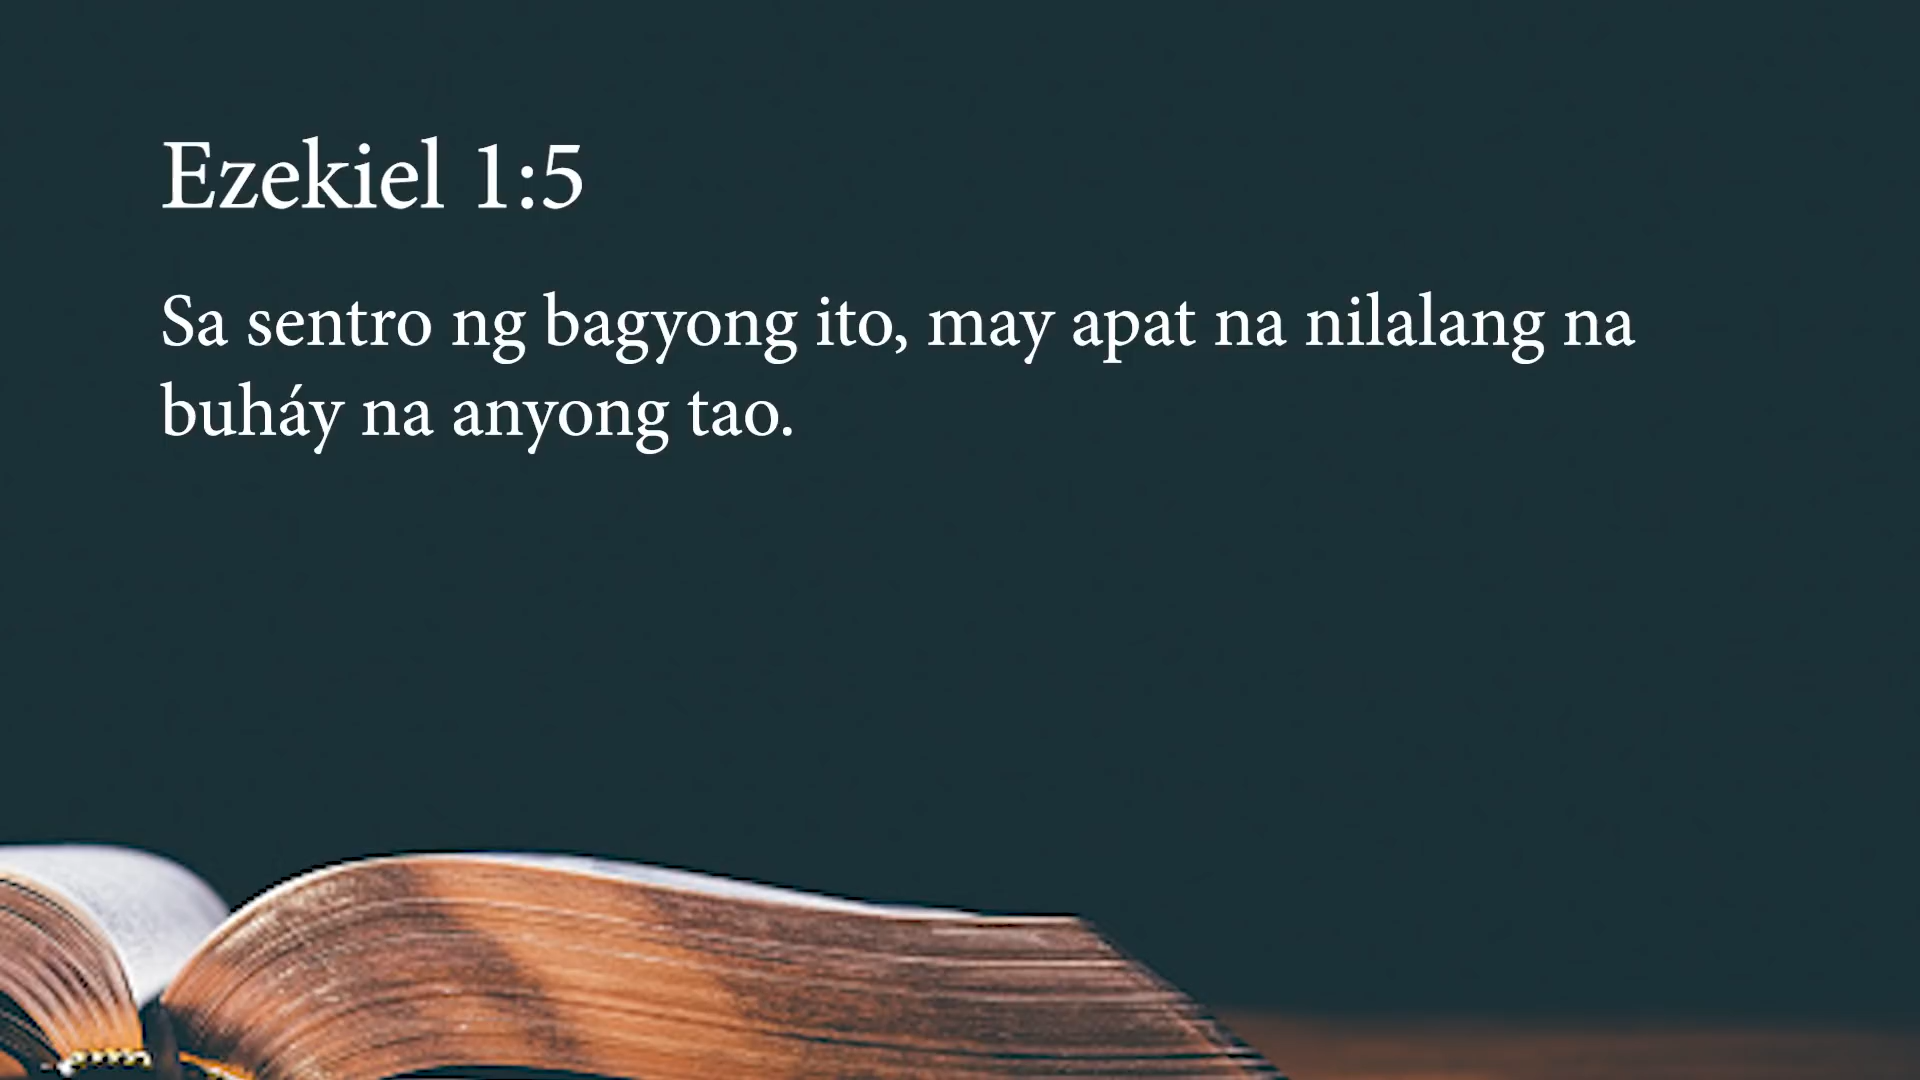 Ezekiel 1:5
Sa sentro ng bagyong ito, may apat na nilalang na
buháy na anyong tao.